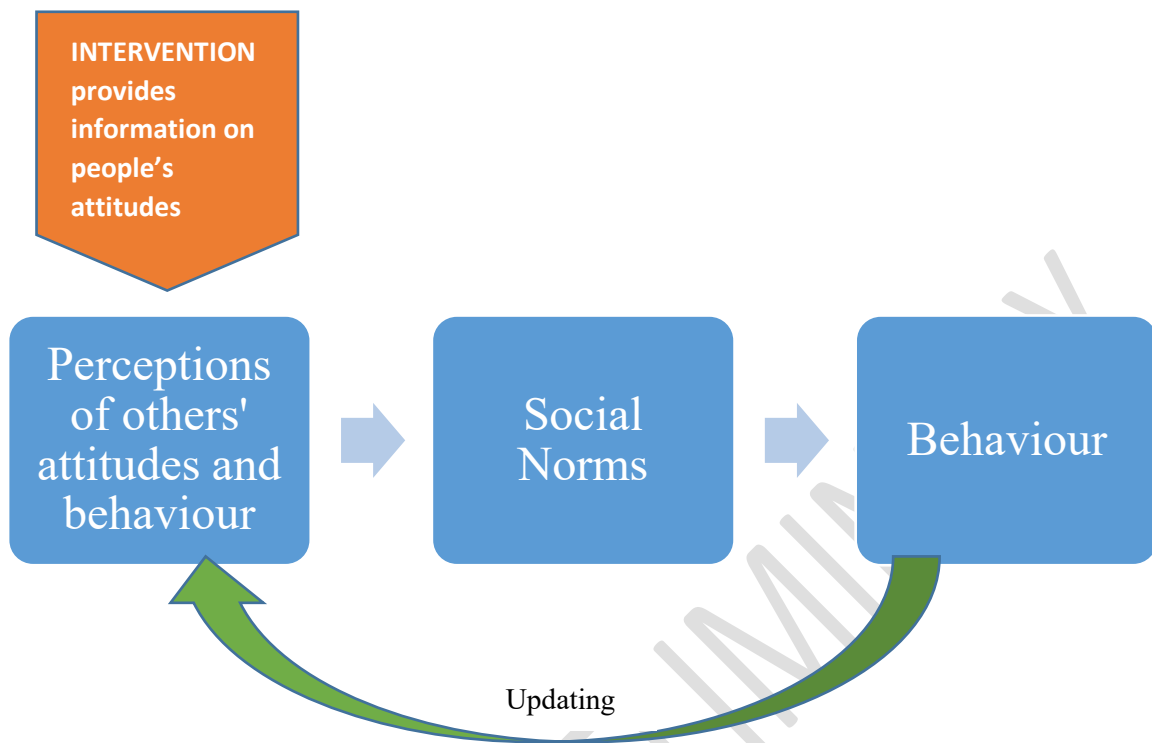 INTERVENTION
provides
information on
people’s
attitudes
Perceptions
of others'
attitudes and
behaviour
Social
Norms
Behaviour
Updating